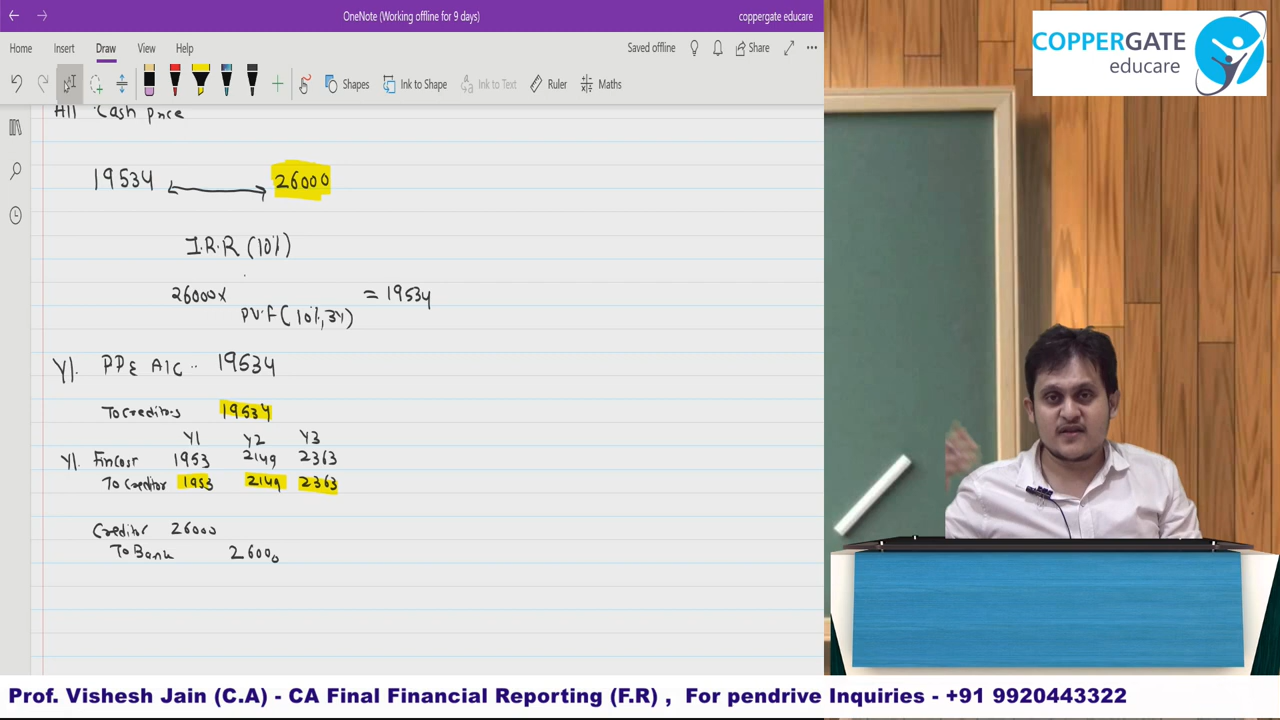 OneNote (Working offline for 9 days)
coppergate educare
Home Insert Draw View Help
Saved offline
Share
Shapes
Ink to Shape
Ink to Text
Ruler
Maths
COPPERGATE
educare
All Cash price
19534 26000
I.R.R (10%)
26000x PV.F (10%,3Y) = 19534
Y1. PPE A/C .. 19534
To creditors 19534
Y1 Y2 Y3
Y1. Fin Cost 1953 2149 2363
To Creditor 1953 2149 2363
Creditor 26000
To Bank 26000
Prof. Vishesh Jain (C.A) - CA Final Financial Reporting (F.R) , For pendrive Inquiries - +91 9920443322